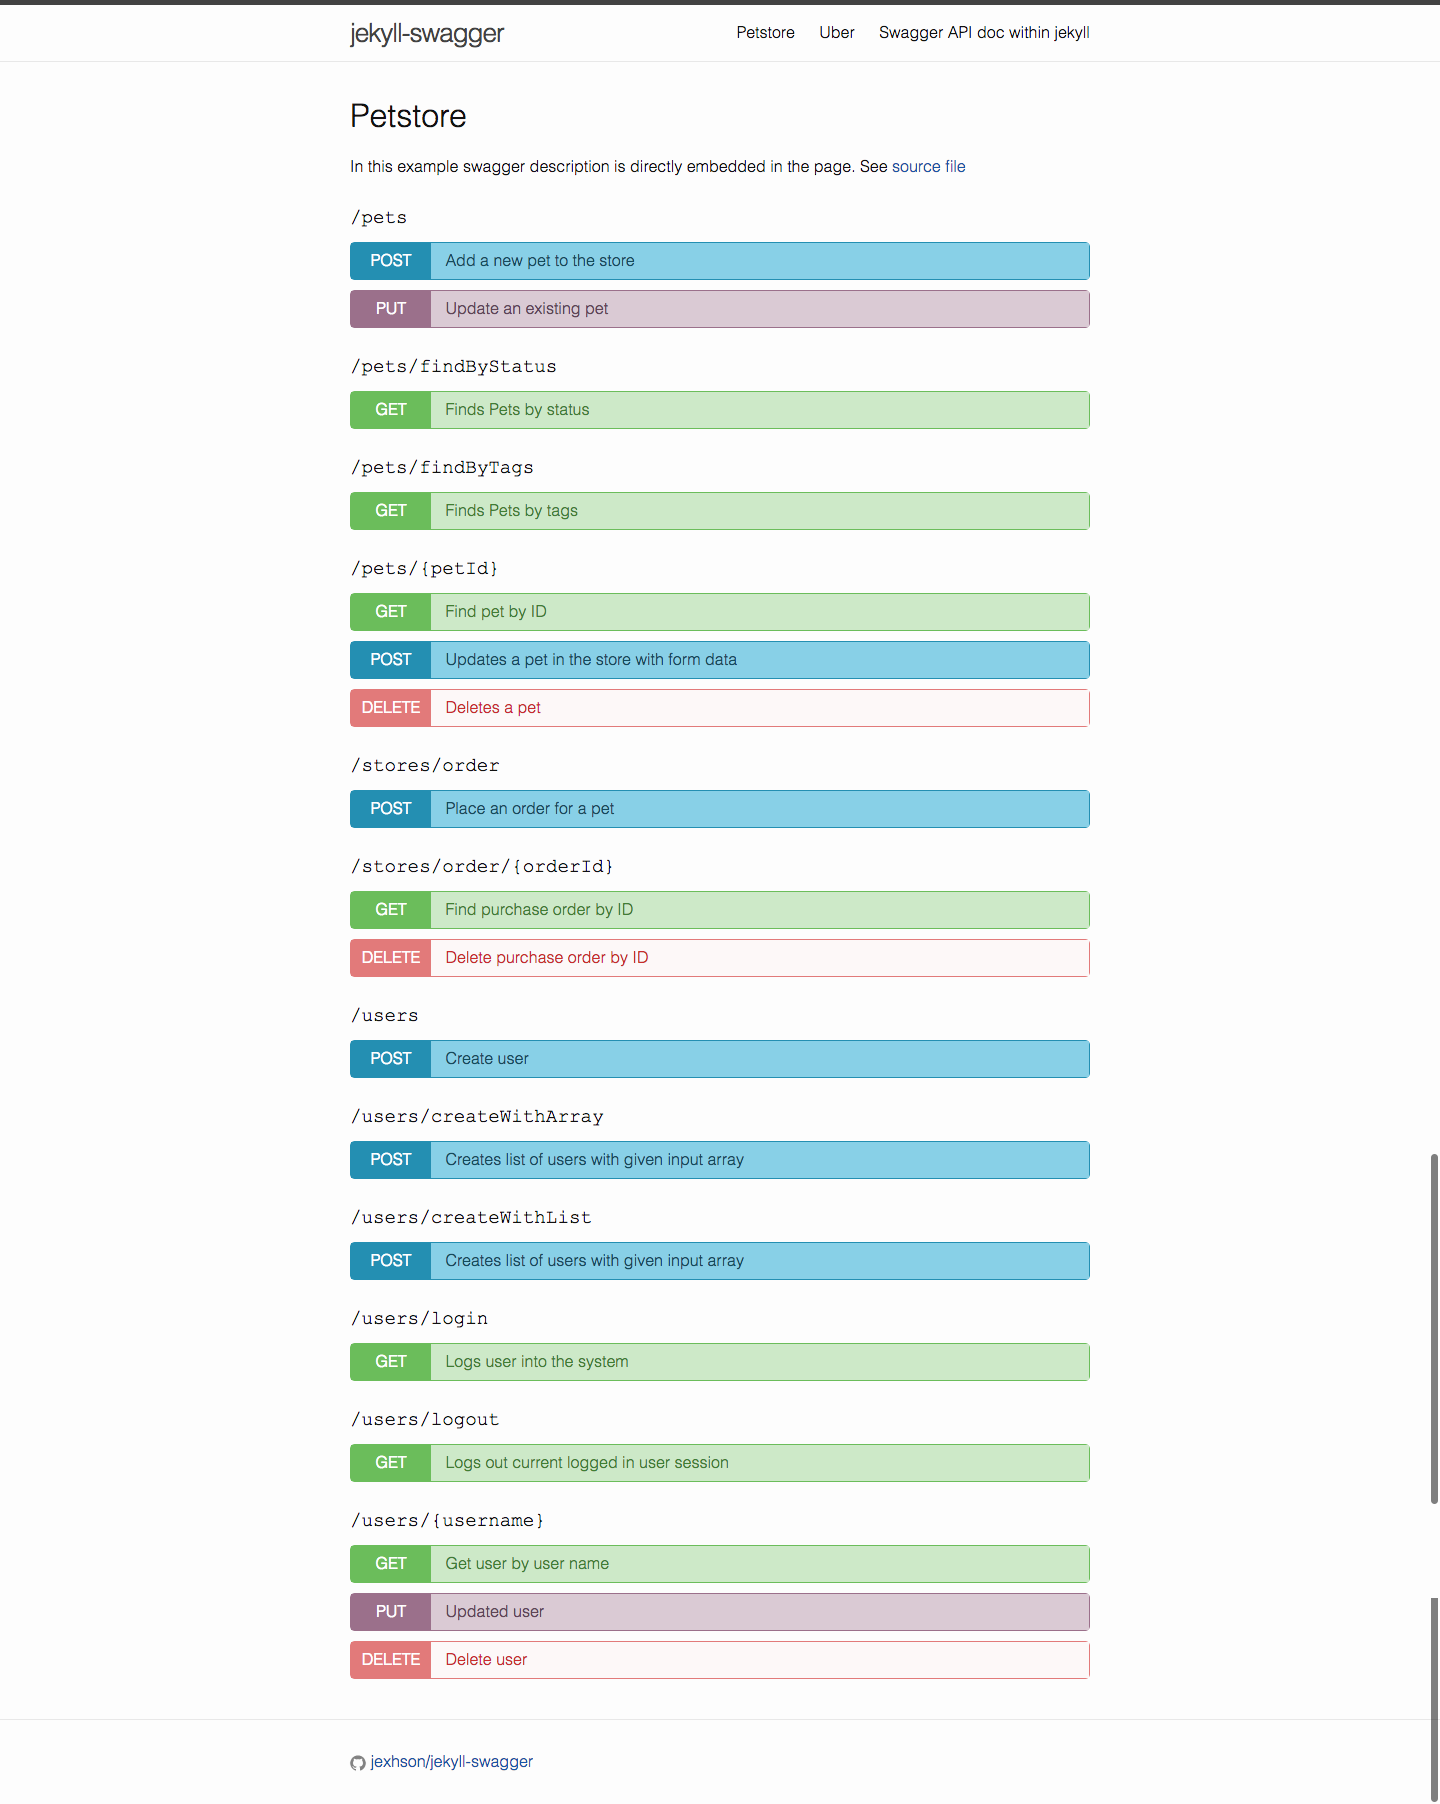 jekyll-swagger
Petstore Uber Swagger API doc within jekyll
Petstore
In this example swagger description is directly embedded in the page. See source file
/pets
POST Add a new pet to the store
PUT Update an existing pet
/pets/findByStatus
GET Finds Pets by status
/pets/findByTags
GET Finds Pets by tags
/pets/{petId}
GET Find pet by ID
POST Updates a pet in the store with form data
DELETE Deletes a pet
/stores/order
POST Place an order for a pet
/stores/order/{orderId}
GET Find purchase order by ID
DELETE Delete purchase order by ID
/users
POST Create user
/users/createWithArray
POST Creates list of users with given input array
/users/createWithList
POST Creates list of users with given input array
/users/login
GET Logs user into the system
/users/logout
GET Logs out current logged in user session
/users/{username}
GET Get user by user name
PUT Updated user
DELETE Delete user
jexhson/jekyll-swagger